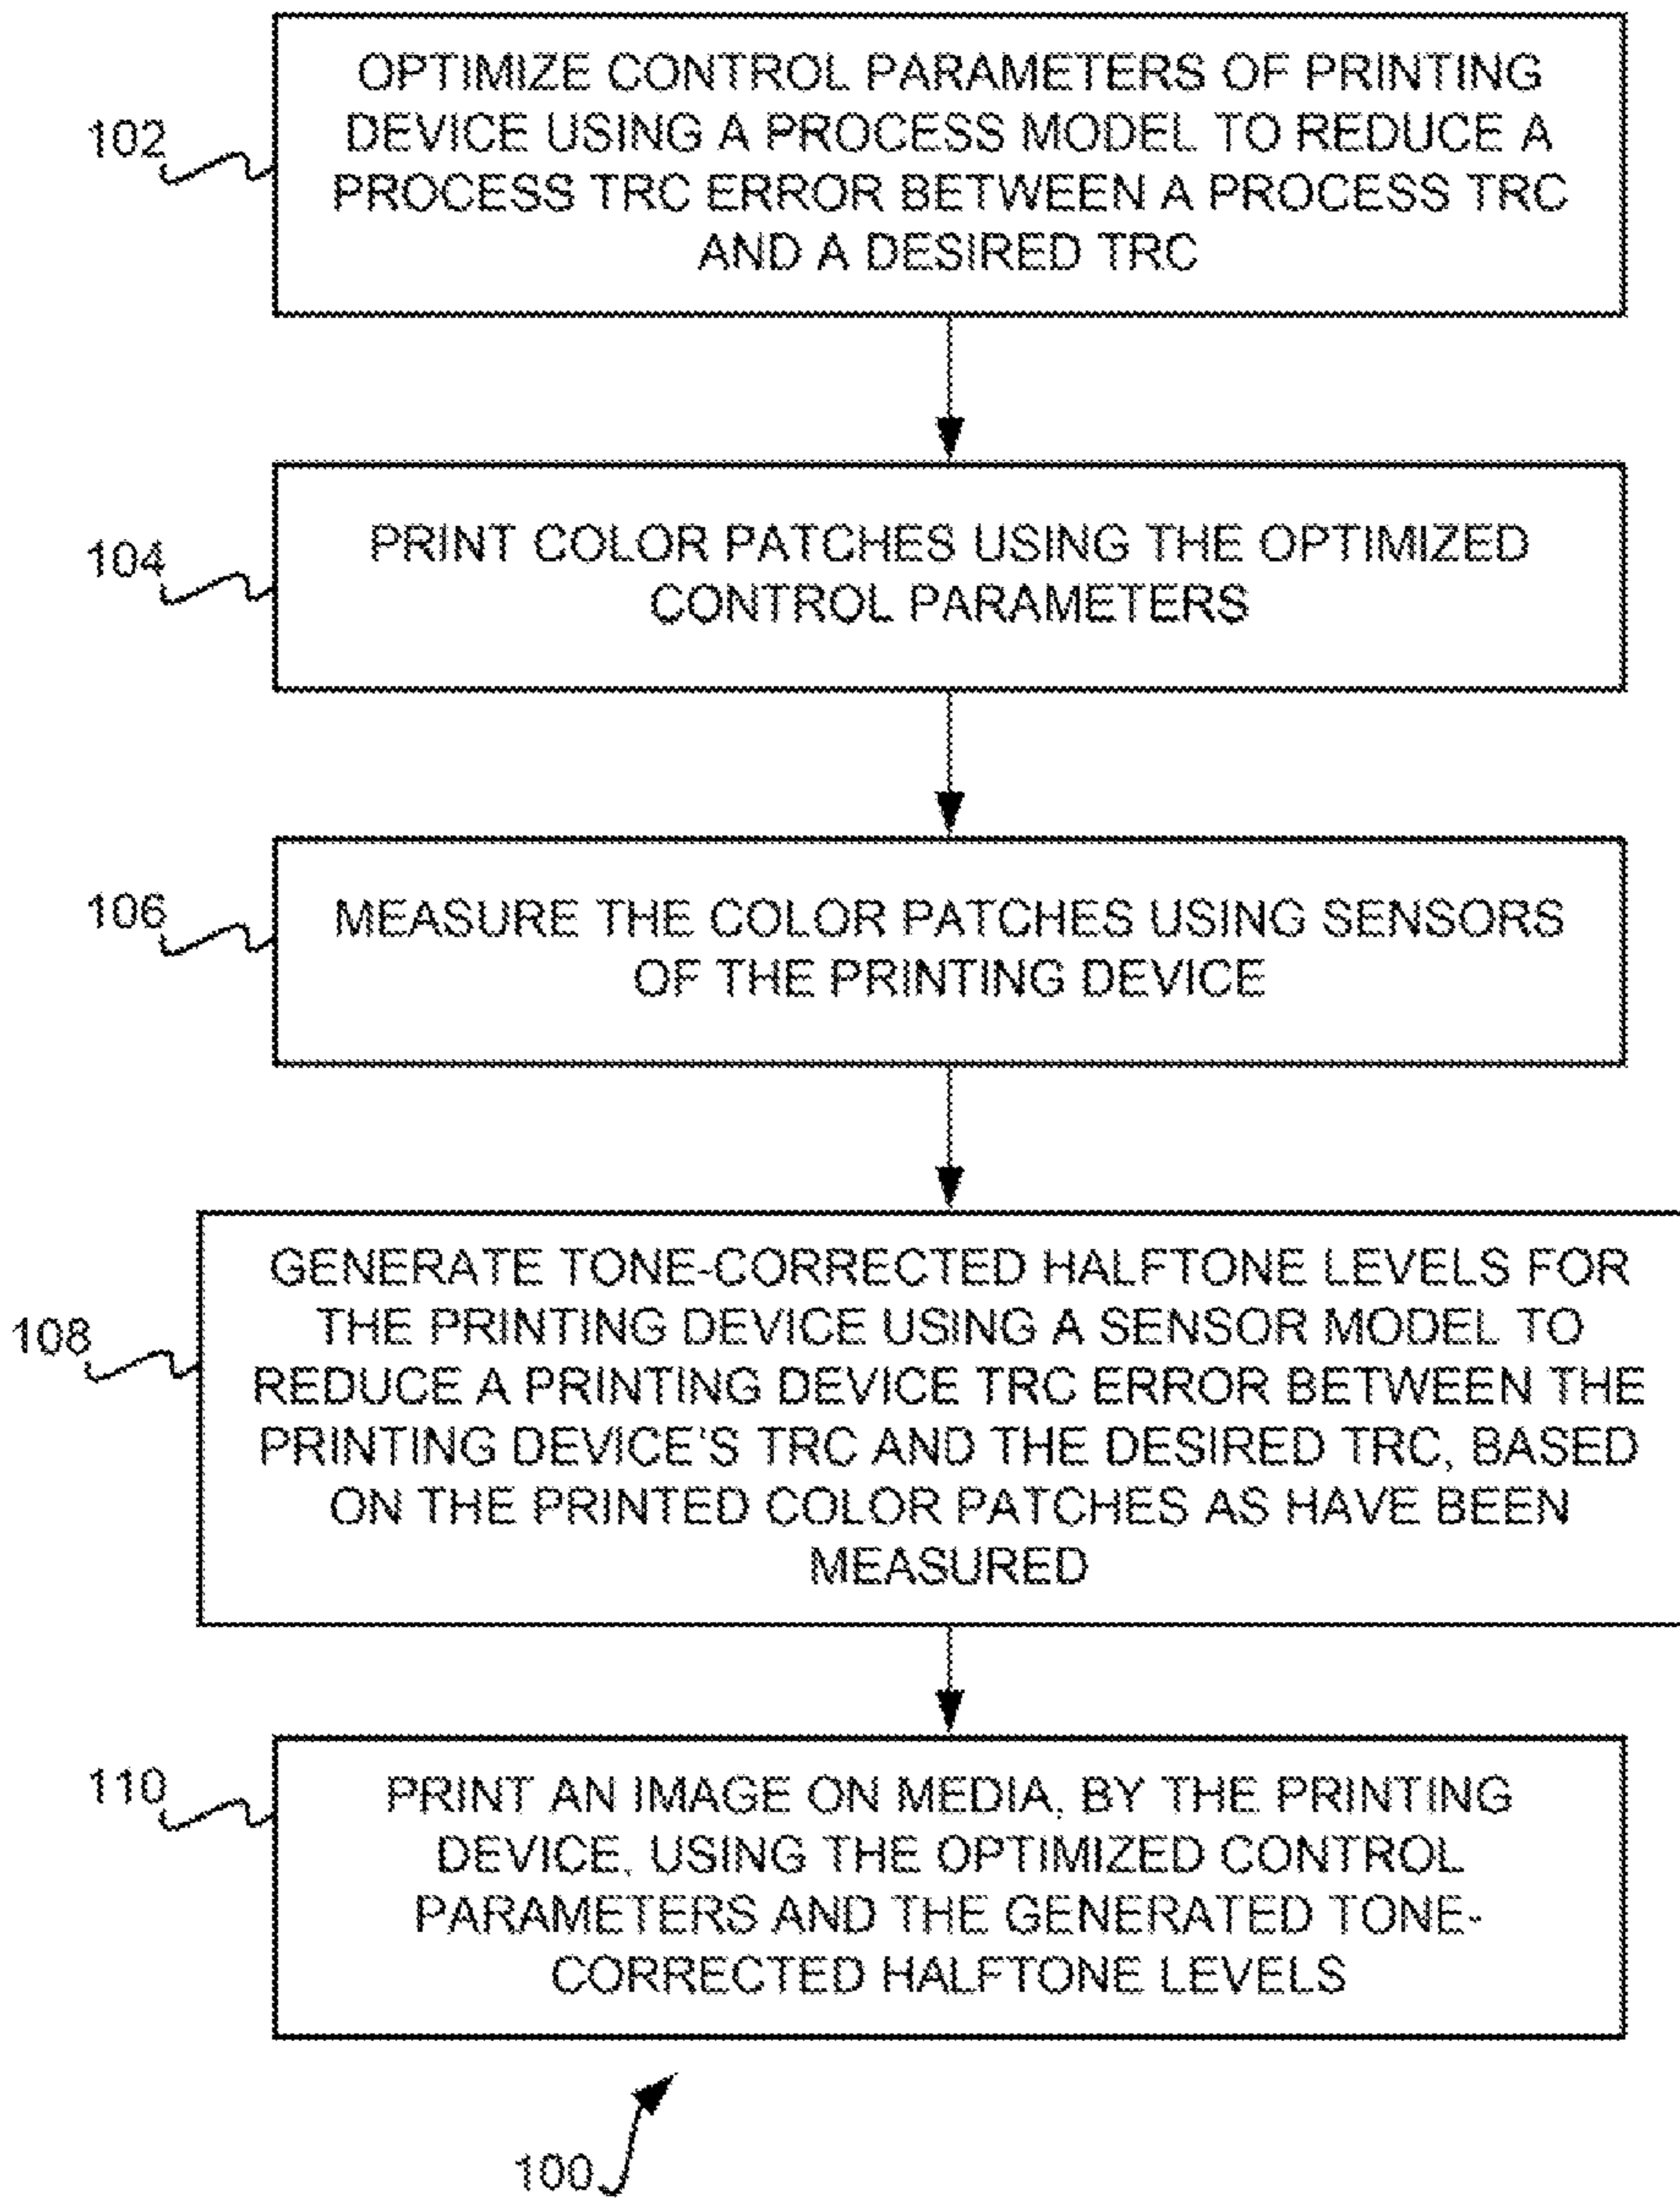 102
OPTIMIZE CONTROL PARAMETERS OF PRINTING
DEVICE USING A PROCESS MODEL TO REDUCE A
PROCESS TRC ERROR BETWEEN A PROCESS TRC
AND A DESIRED TRC
104
PRINT COLOR PATCHES USING THE OPTIMIZED
CONTROL PARAMETERS
106
MEASURE THE COLOR PATCHES USING SENSORS
OF THE PRINTING DEVICE
108
GENERATE TONE-CORRECTED HALFTONE LEVELS FOR
THE PRINTING DEVICE USING A SENSOR MODEL TO
REDUCE A PRINTING DEVICE TRC ERROR BETWEEN THE
PRINTING DEVICE'S TRC AND THE DESIRED TRC, BASED
ON THE PRINTED COLOR PATCHES AS HAVE BEEN
MEASURED
110
PRINT AN IMAGE ON MEDIA, BY THE PRINTING
DEVICE, USING THE OPTIMIZED CONTROL
PARAMETERS AND THE GENERATED TONE-
CORRECTED HALFTONE LEVELS
100